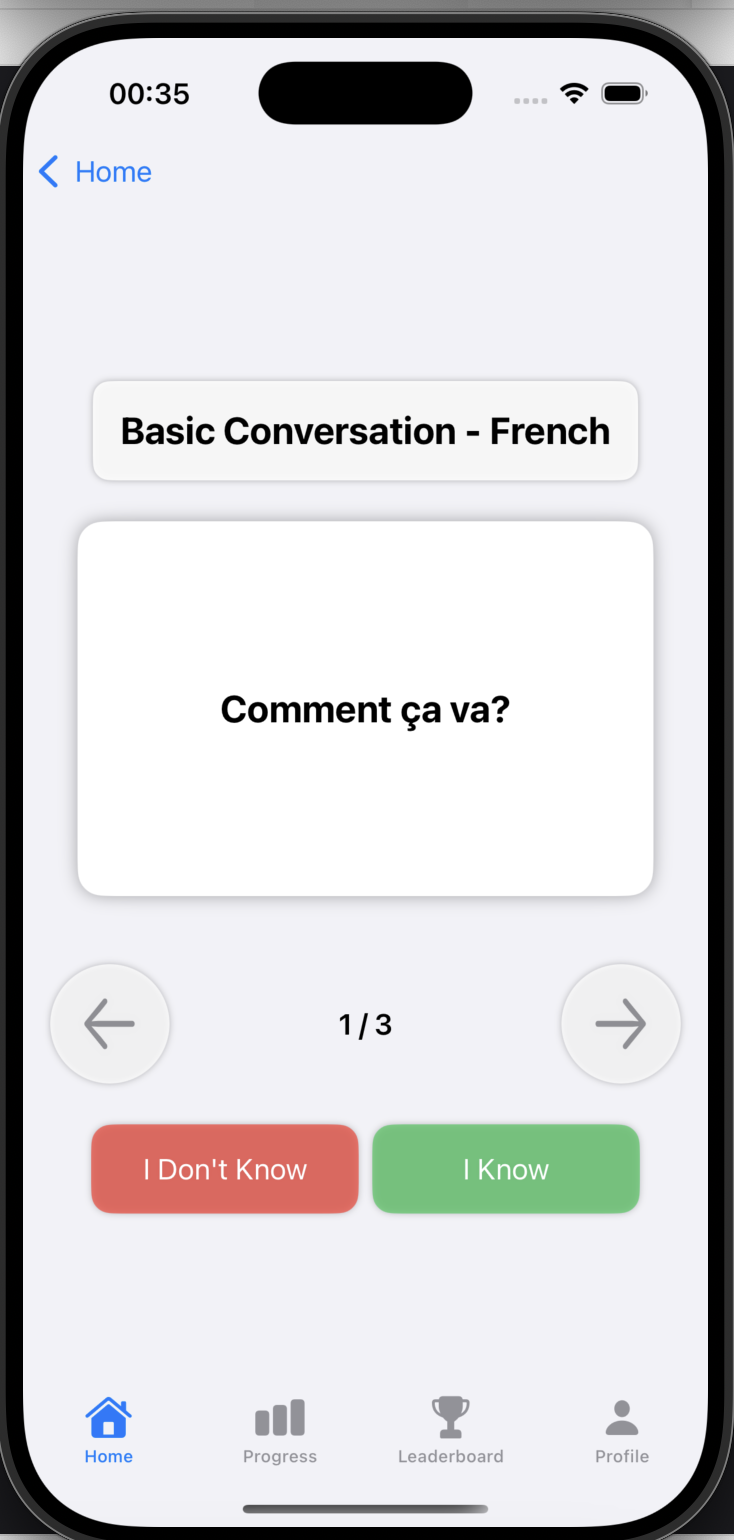 00:35
Home
Basic Conversation - French
Comment ça va?
1 / 3
I Don't Know
I Know
Home
Progress
Leaderboard
Profile